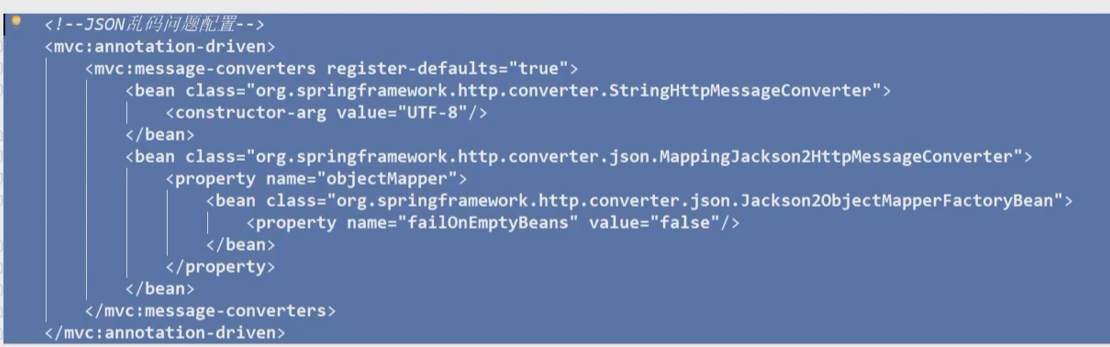 <!--JSON乱码问题配置-->
<mvc:annotation-driven>
<mvc:message-converters register-defaults="true">
<bean class="org.springframework.http.converter.StringHttpMessageConverter">
<constructor-arg value="UTF-8"/>
</bean>
<bean class="org.springframework.http.converter.json.MappingJackson2HttpMessageConverter">
<property name="objectMapper">
<bean class="org.springframework.http.converter.json.Jackson2ObjectMapperFactoryBean">
<property name="failOnEmptyBeans" value="false"/>
</bean>
</property>
</bean>
</mvc:message-converters>
</mvc:annotation-driven>